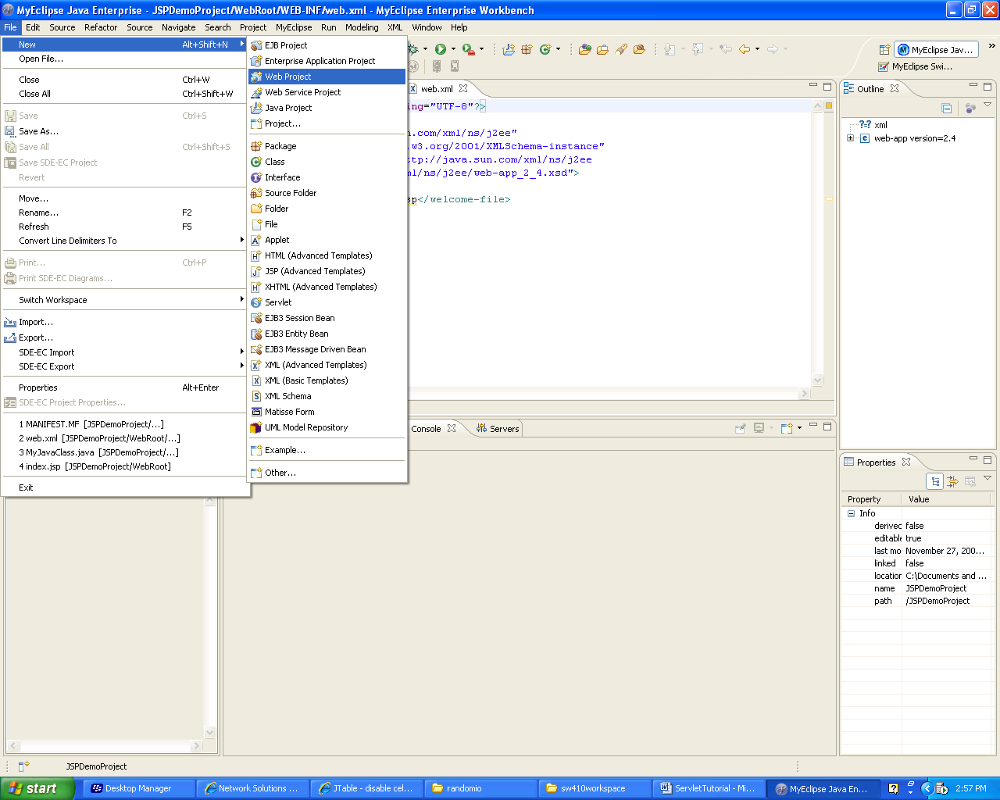 MyEclipse Java Enterprise - JSPDemoProject/WebRoot/WEB-INF/web.xml - MyEclipse Enterprise Workbench
File Edit Source Refactor Source Navigate Search Project MyEclipse Run Modeling XML Window Help
New Alt+Shift+N
Open File...
Close Ctrl+W
Close All Ctrl+Shift+W
Save Ctrl+S
Save As...
Save All Ctrl+Shift+S
Save SDE-EC Project
Revert
Move...
Rename... F2
Refresh F5
Convert Line Delimiters To
Print... Ctrl+P
Print SDE-EC Diagrams...
Switch Workspace
Import...
Export...
SDE-EC Import
SDE-EC Export
Properties Alt+Enter
SDE-EC Project Properties...
1 MANIFEST.MF [JSPDemoProject/...]
2 web.xml [JSPDemoProject/WebRoot/...]
3 MyJavaClass.java [JSPDemoProject/...]
4 index.jsp [JSPDemoProject/WebRoot]
Exit
EJB Project
Enterprise Application Project
Web Project
Web Service Project
Java Project
Project...
Package
Class
Interface
Source Folder
Folder
File
Applet
HTML (Advanced Templates)
JSP (Advanced Templates)
XHTML (Advanced Templates)
Servlet
EJB3 Session Bean
EJB3 Entity Bean
EJB3 Message Driven Bean
XML (Advanced Templates)
XML (Basic Templates)
XML Schema
Matisse Form
UML Model Repository
Example...
Other...
MyEclipse Jav...
MyEclipse Swi...
web.xml
ing="UTF-8"?>
n.com/xml/ns/j2ee"
.w3.org/2001/XMLSchema-instance"
ttp://java.sun.com/xml/ns/j2ee
ml/ns/j2ee/web-app_2_4.xsd">
sp</welcome-file>
Console Servers
Outline
xml
web-app version=2.4
Properties
Property Value
Info
derived false
editable true
last mo November 27, 200...
linked false
location C:\Documents and ...
name JSPDemoProject
path /JSPDemoProject
JSPDemoProject
start Desktop Manager Network Solutions ... JTable - disable cel... randomio sw410workspace ServletTutorial - Mi... MyEclipse Java En... 2:57 PM